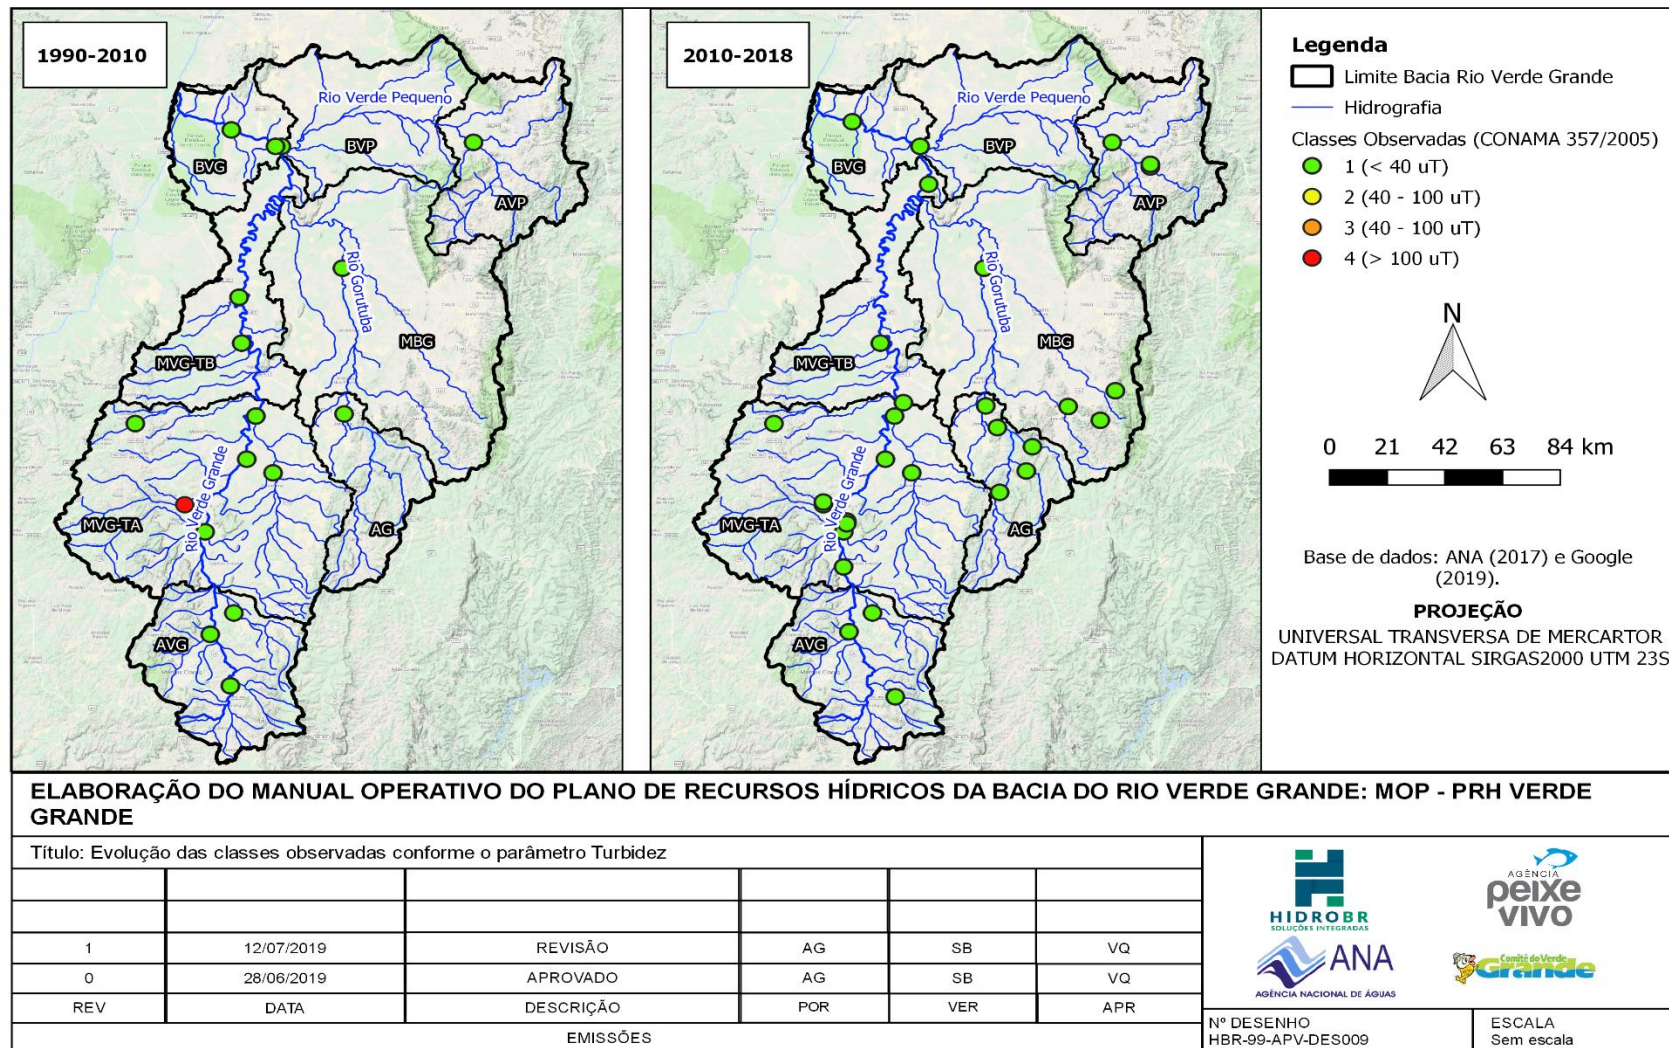 1990-2010
Rio Verde Pequeno
BVG
BVP
AVP
Rio Gorutuba
MBG
MVG-TB
Rio Verde Grande
MVG-TA
AG
AVG
2010-2018
Rio Verde Pequeno
BVG
BVP
AVP
Rio Gorutuba
MBG
MVG-TB
Rio Verde Grande
MVG-TA
AG
AVG
Legenda
Limite Bacia Rio Verde Grande
Hidrografia
Classes Observadas (CONAMA 357/2005)
1 (< 40 uT)
2 (40 - 100 uT)
3 (40 - 100 uT)
4 (> 100 uT)
N
0 21 42 63 84 km
Base de dados: ANA (2017) e Google
(2019).
PROJEÇÃO
UNIVERSAL TRANSVERSA DE MERCARTOR
DATUM HORIZONTAL SIRGAS2000 UTM 23S
ELABORAÇÃO DO MANUAL OPERATIVO DO PLANO DE RECURSOS HÍDRICOS DA BACIA DO RIO VERDE GRANDE: MOP - PRH VERDE
GRANDE
Título: Evolução das classes observadas conforme o parâmetro Turbidez
1 12/07/2019 REVISÃO AG SB VQ
0 28/06/2019 APROVADO AG SB VQ
REV DATA DESCRIÇÃO POR VER APR
EMISSÕES
HIDROBR
SOLUÇÕES INTEGRADAS
AGÊNCIA
peixe
vivo
ANA
AGÊNCIA NACIONAL DE ÁGUAS
Comitê do Verde
Grande
Nº DESENHO
HBR-99-APV-DES009
ESCALA
Sem escala